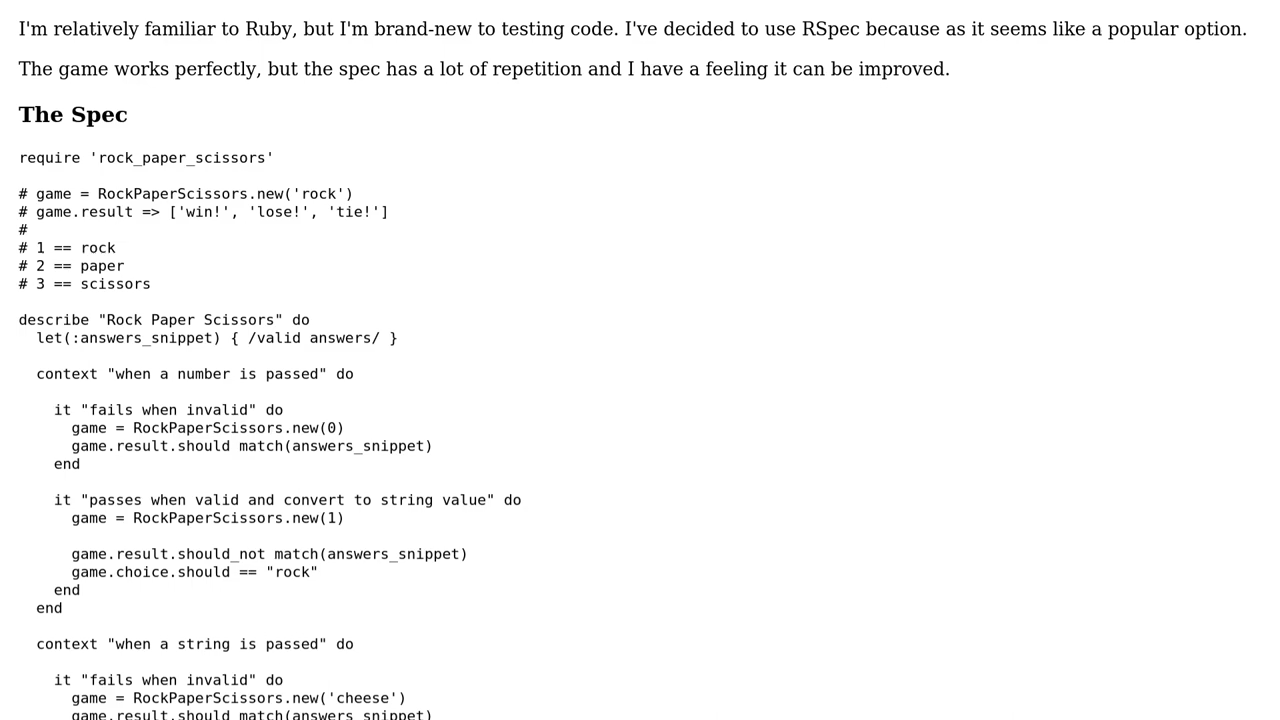 I'm relatively familiar to Ruby, but I'm brand-new to testing code. I've decided to use RSpec because as it seems like a popular option.
The game works perfectly, but the spec has a lot of repetition and I have a feeling it can be improved.
The Spec
require 'rock_paper_scissors'
# game = RockPaperScissors.new('rock')
# game.result => ['win!', 'lose!', 'tie!']
#
# 1 == rock
# 2 == paper
# 3 == scissors
describe "Rock Paper Scissors" do
  let(:answers_snippet) { /valid answers/ }
  context "when a number is passed" do
    it "fails when invalid" do
      game = RockPaperScissors.new(0)
      game.result.should match(answers_snippet)
    end
    it "passes when valid and convert to string value" do
      game = RockPaperScissors.new(1)
      game.result.should_not match(answers_snippet)
      game.choice.should == "rock"
    end
  end
  context "when a string is passed" do
    it "fails when invalid" do
      game = RockPaperScissors.new('cheese')
      game.result.should match(answers_snippet)